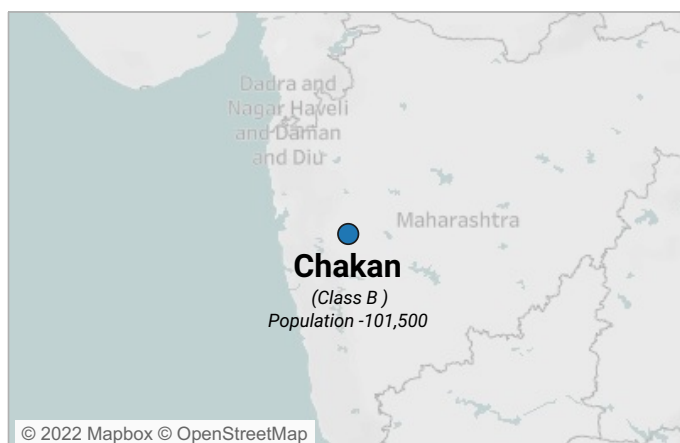 Dadra and
Nagar Haveli
and Daman
and Diu
Maharashtra
Chakan
(Class B )
Population -101,500
© 2022 Mapbox © OpenStreetMap